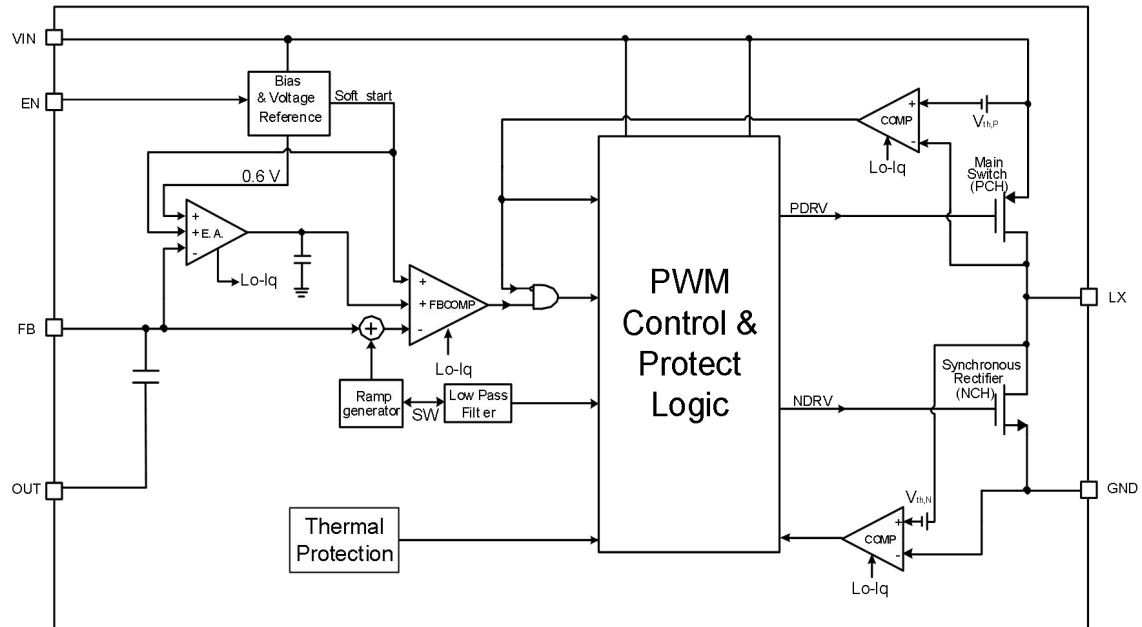 VIN
Bias
& Voltage
Reference
EN
Soft start
+
COMP
-
Vth,P
Lo-Iq
Main
Switch
(PCH)
0.6 V
+
+ E.A.
-
PDRV
Lo-Iq
+
+ FBCOMP
-
PWM
Control &
Protect
Logic
LX
FB
+
Lo-Iq
Synchronous
Rectifier
(NCH)
Ramp
generator
SW
Low Pass
Filter
NDRV
OUT
GND
Vth,N
Thermal
Protection
+
COMP
-
Lo-Iq